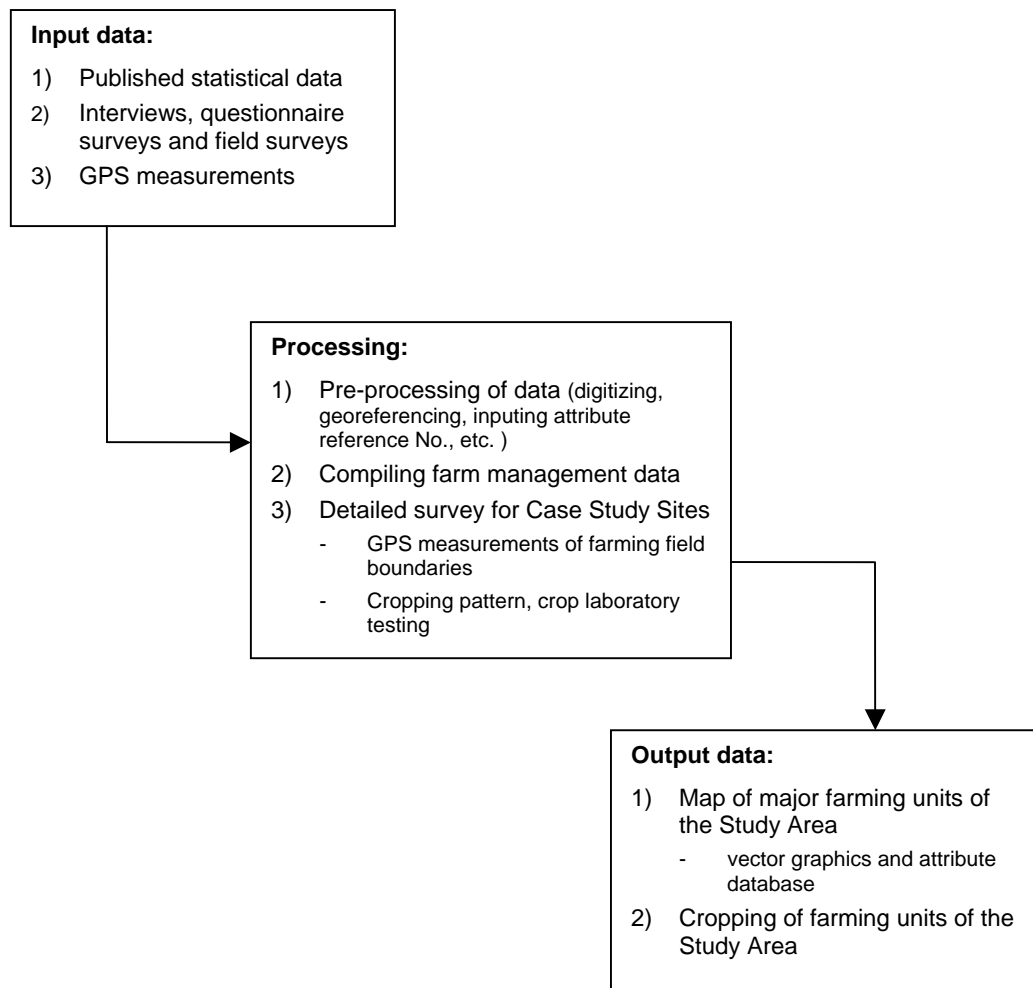 Input data:
1) Published statistical data
2) Interviews, questionnaire
surveys and field surveys
3) GPS measurements
Processing:
1) Pre-processing of data (digitizing,
georeferencing, inputing attribute
reference No., etc. )
2) Compiling farm management data
3) Detailed survey for Case Study Sites
- GPS measurements of farming field
boundaries
- Cropping pattern, crop laboratory
testing
Output data:
1) Map of major farming units of
the Study Area
- vector graphics and attribute
database
2) Cropping of farming units of the
Study Area